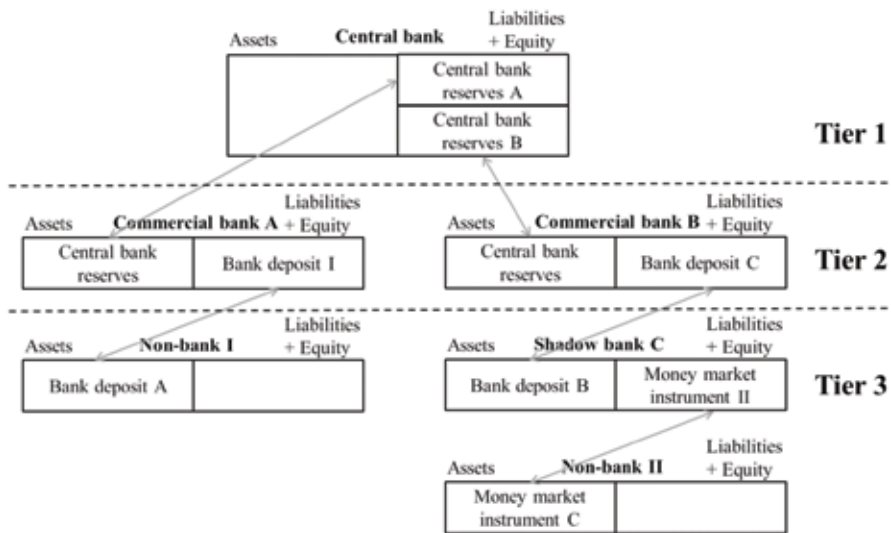 Assets Central bank Liabilities
+ Equity
Central bank
reserves A
Central bank
reserves B
Tier 1
Assets Commercial bank A Liabilities
+ Equity
Central bank
reserves
Bank deposit I
Assets Commercial bank B Liabilities
+ Equity
Central bank
reserves
Bank deposit C
Tier 2
Assets Non-bank I Liabilities
+ Equity
Bank deposit A
Assets Shadow bank C Liabilities
+ Equity
Bank deposit B
Money market
instrument II
Tier 3
Assets Non-bank II Liabilities
+ Equity
Money market
instrument C